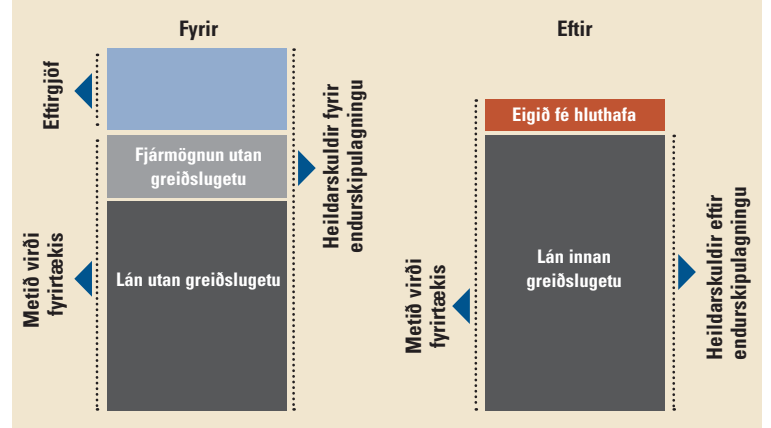 Fyrir
Eftirgjöf
Fjármögnun utan
greiðslugetu
Metið virði
fyrirtækis
Lán utan greiðslugetu
Heildarskuldir fyrir
endurskipulagningu
Eftir
Eigið fé hluthafa
Lán innan
greiðslugetu
Metið virði
fyrirtækis
Heildarskuldir eftir
endurskipulagningu